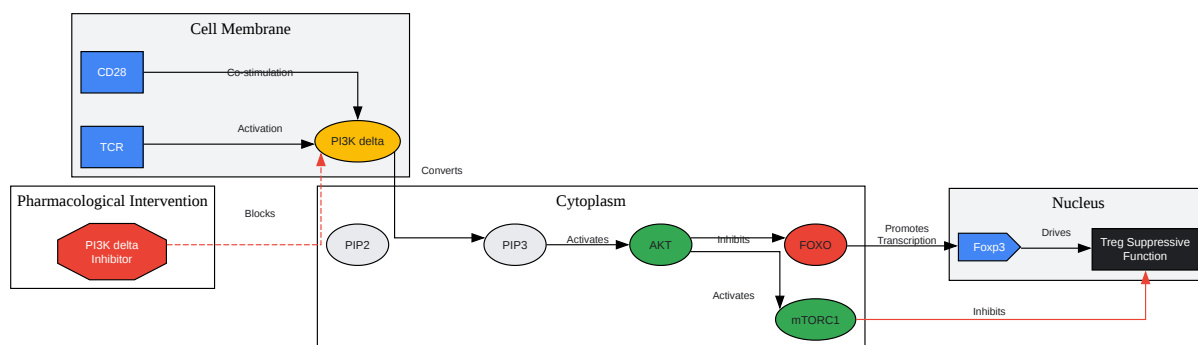 Cell Membrane
CD28
Co-stimulation
TCR
Activation
PI3K delta
Converts
Pharmacological Intervention
PI3K delta
Inhibitor
Blocks
Cytoplasm
PIP2
PIP3
Activates
AKT
Inhibits
FOXO
Activates
mTORC1
Promotes
Transcription
Inhibits
Nucleus
Foxp3
Drives
Treg Suppressive
Function